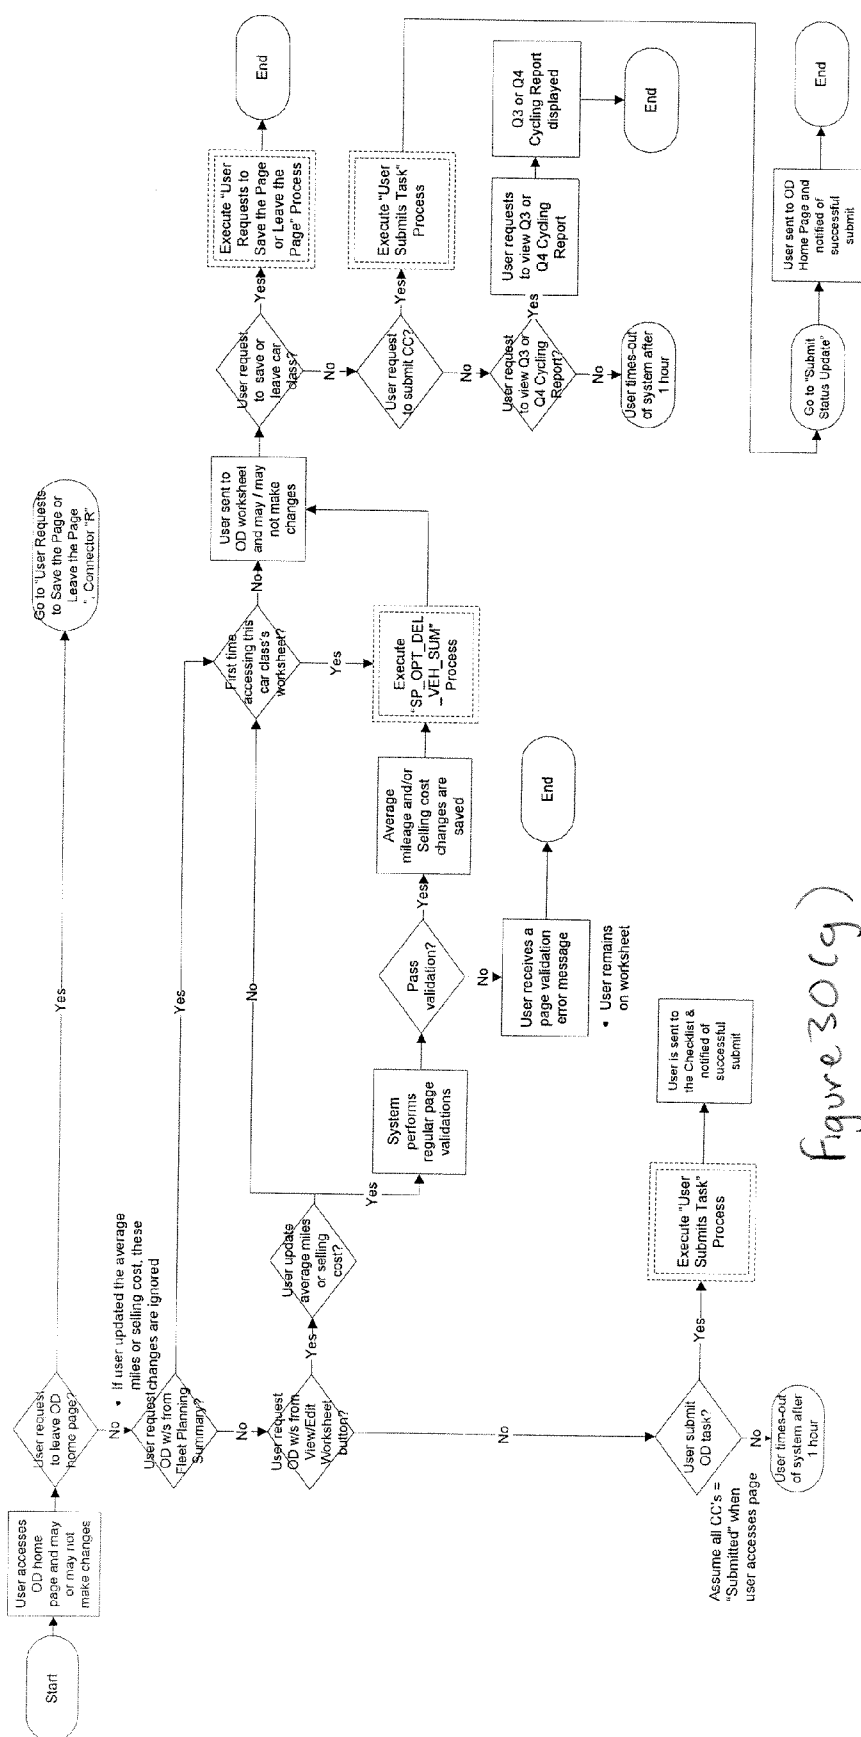 Start
User accesses
OD home
page and may
or may not
make changes
User request
to leave OD
home page?
Yes
Go to "User Requests
to Save the Page or
Leave the Page
", Connector "R"
No
• If user updated the average
miles or selling cost, these
changes are ignored
User request
OD w/s from
Fleet Planning
Summary?
Yes
No
User request
OD w/s from
View/Edit
Worksheet
button?
Yes
User update
average miles
or selling
cost?
No
Yes
First time
accessing this
car class's
worksheet?
No
Yes
User sent to
OD worksheet
and may / may
not make
changes
User request
to save or
leave car
class?
Yes
Execute "User
Requests to
Save the Page
or Leave the
Page" Process
End
No
User request
to submit CC?
Yes
Execute "User
Submits Task"
Process
No
User request
to view Q3 or
Q4 Cycling
Report?
Yes
User requests
to view Q3 or
Q4 Cycling
Report
Q3 or Q4
Cycling Report
displayed
End
No
User times-out
of system after
1 hour
System
performs
regular page
validations
Pass
validation?
Yes
Average
mileage and/or
Selling cost
changes are
saved
Execute
"SP_OPT_DEL
_VEH_SUM"
Process
No
User receives a
page validation
error message
• User remains
on worksheet
End
No
User submit
OD task?
Yes
Execute "User
Submits Task"
Process
User is sent to
the Checklist &
notified of
successful
submit
No
Assume all CC's =
"Submitted" when
user accesses page
User times-out
of system after
1 hour
Go to "Submit
Status Update"
User sent to OD
Home Page and
notified of
successful
submit
End
Figure 30(g)